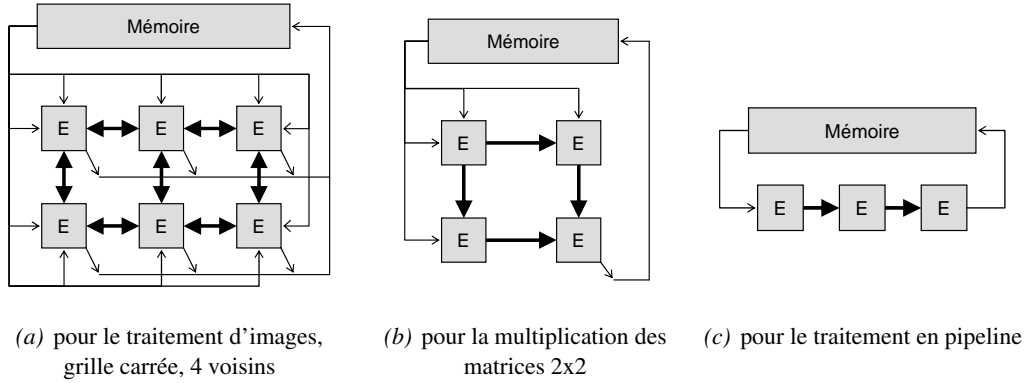 Mémoire
E E E
E E E
(a) pour le traitement d'images,
grille carrée, 4 voisins
Mémoire
E E
E E
(b) pour la multiplication des
matrices 2x2
Mémoire
E E E
(c) pour le traitement en pipeline